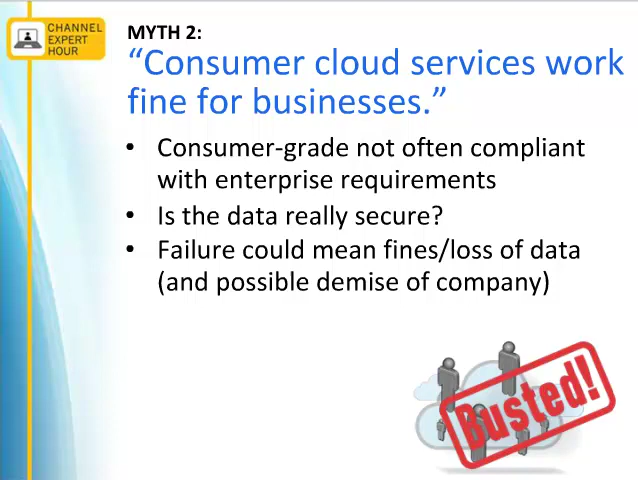 CHANNEL
EXPERT
HOUR
MYTH 2:
“Consumer cloud services work
fine for businesses.”
• Consumer-grade not often compliant
with enterprise requirements
• Is the data really secure?
• Failure could mean fines/loss of data
(and possible demise of company)
Busted!